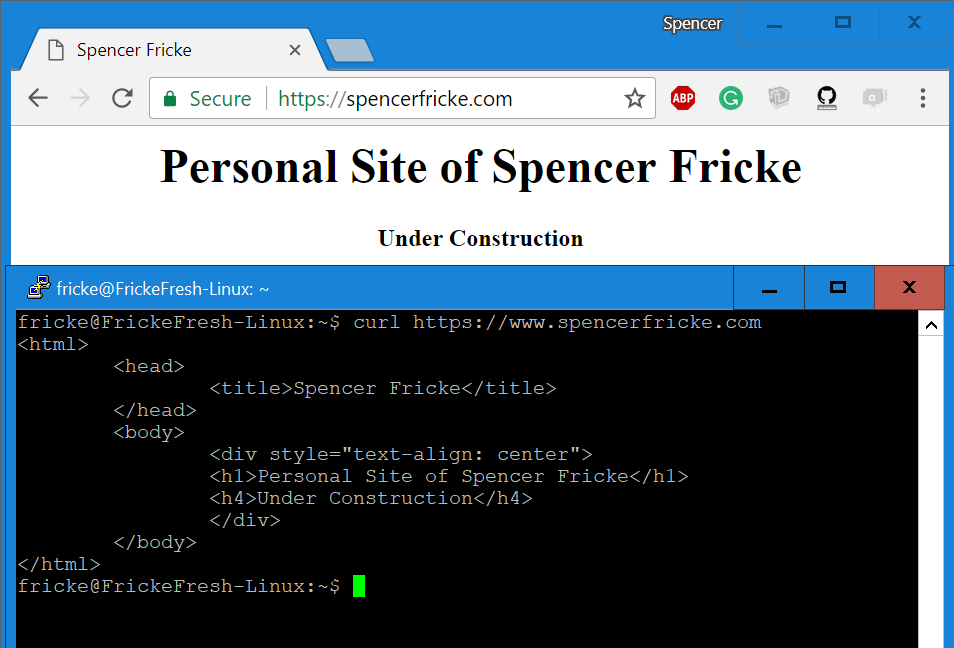 Spencer
Spencer Fricke
Secure https://spencerfricke.com ABP G a
Personal Site of Spencer Fricke
Under Construction
fricke@FrickeFresh-Linux: ~
fricke@FrickeFresh-Linux:~$ curl https://www.spencerfricke.com
<html>
<head>
<title>Spencer Fricke</title>
</head>
<body>
<div style="text-align: center">
<h1>Personal Site of Spencer Fricke</h1>
<h4>Under Construction</h4>
</div>
</body>
</html>
fricke@FrickeFresh-Linux:~$